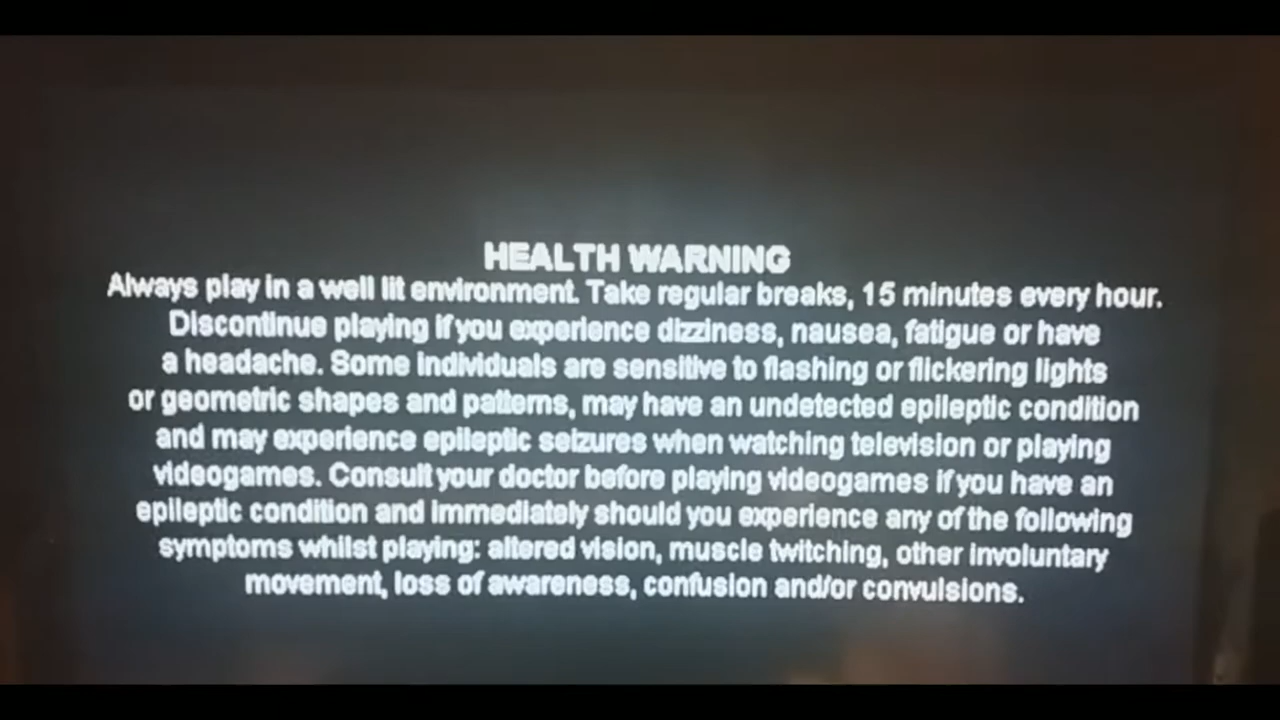 HEALTH WARNING
Always play in a well lit environment. Take regular breaks, 15 minutes every hour.
Discontinue playing if you experience dizziness, nausea, fatigue or have
a headache. Some individuals are sensitive to flashing or flickering lights
or geometric shapes and patterns, may have an undetected epileptic condition
and may experience epileptic seizures when watching television or playing
videogames. Consult your doctor before playing videogames if you have an
epileptic condition and immediately should you experience any of the following
symptoms whilst playing: altered vision, muscle twitching, other involuntary
movement, loss of awareness, confusion and/or convulsions.